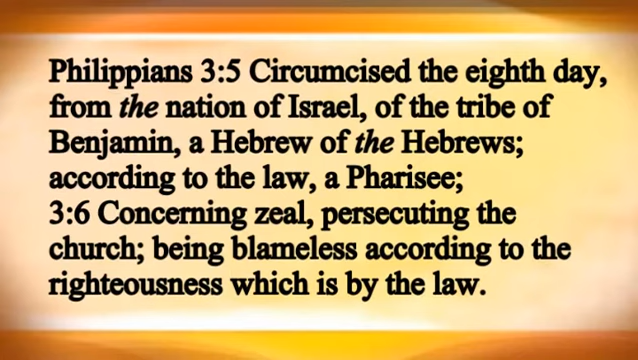 Philippians 3:5 Circumcised the eighth day,
from the nation of Israel, of the tribe of
Benjamin, a Hebrew of the Hebrews;
according to the law, a Pharisee;
3:6 Concerning zeal, persecuting the
church; being blameless according to the
righteousness which is by the law.